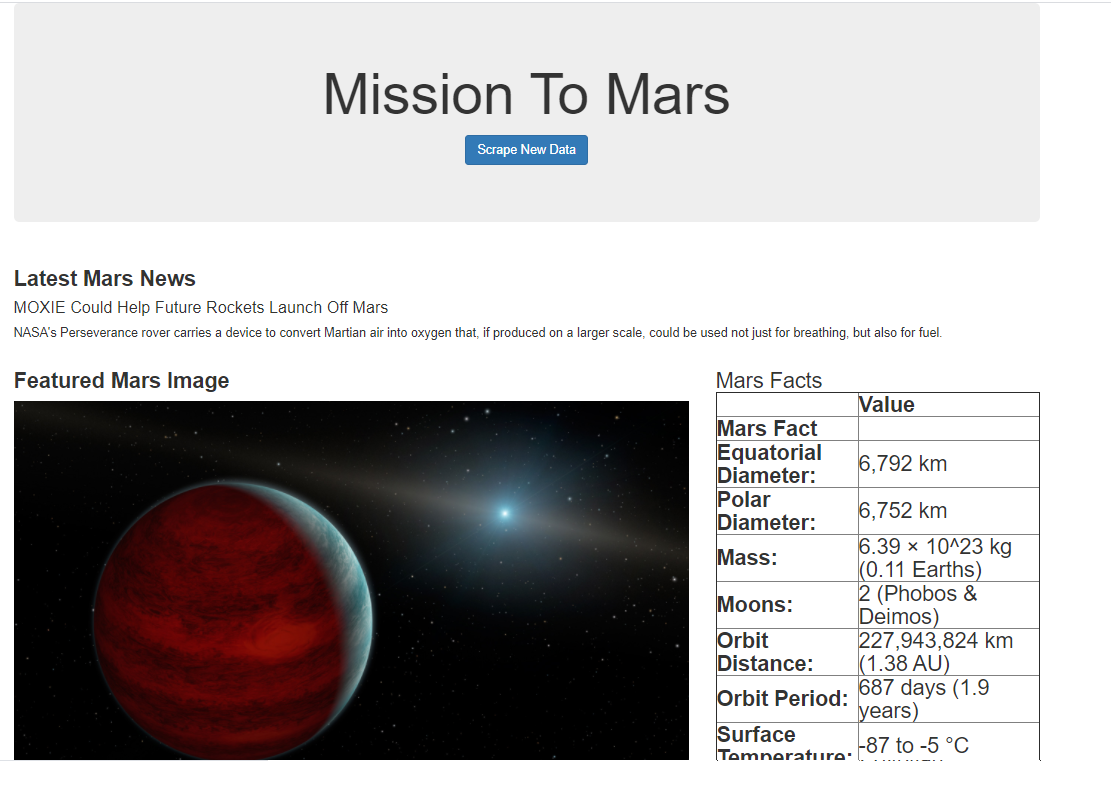 Mission To Mars
Scrape New Data
Latest Mars News
MOXIE Could Help Future Rockets Launch Off Mars
NASA's Perseverance rover carries a device to convert Martian air into oxygen that, if produced on a larger scale, could be used not just for breathing, but also for fuel.
Featured Mars Image
Mars Facts
Value
Mars Fact
Equatorial
Diameter:
6,792 km
Polar
Diameter:
6,752 km
Mass:
6.39 × 10^23 kg
(0.11 Earths)
Moons:
2 (Phobos &
Deimos)
Orbit
Distance:
227,943,824 km
(1.38 AU)
Orbit Period:
687 days (1.9
years)
Surface
Temperature:
-87 to -5 °C